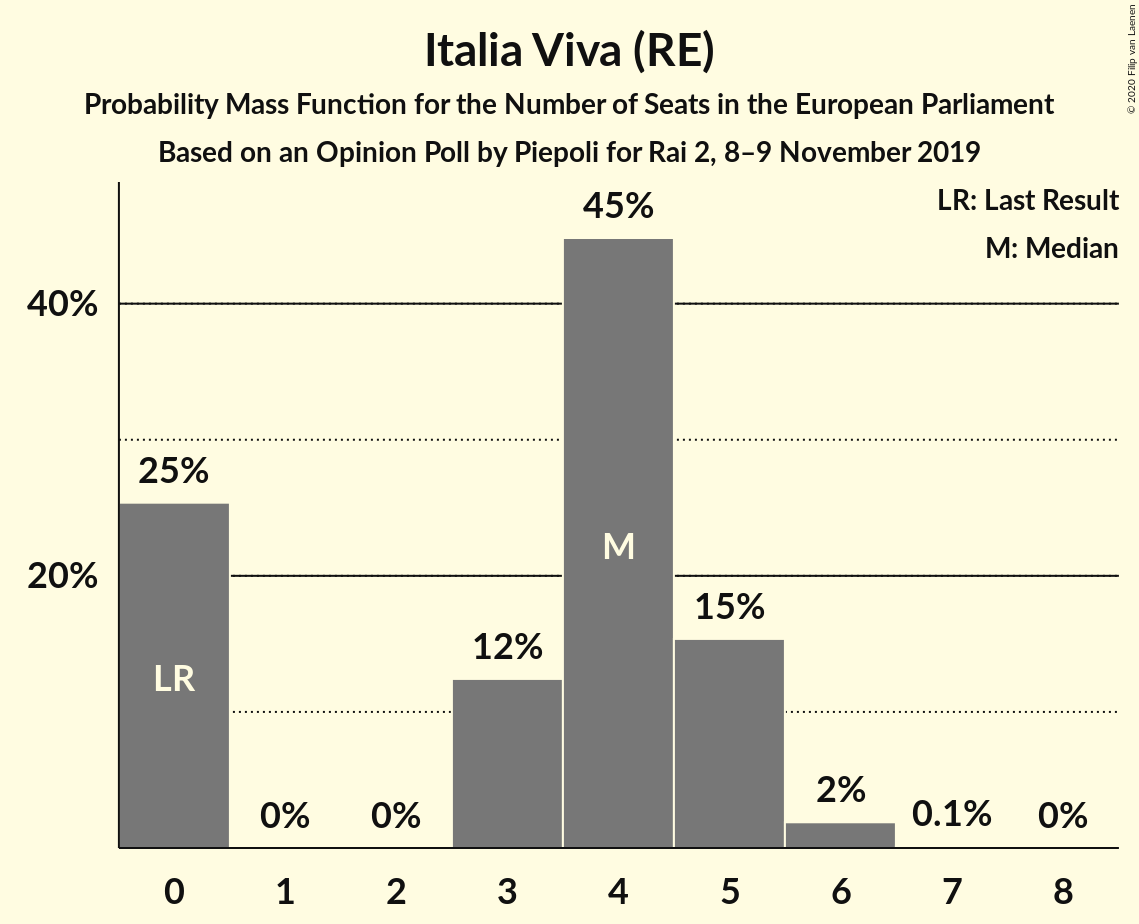 Italia Viva (RE)
Probability Mass Function for the Number of Seats in the European Parliament
Based on an Opinion Poll by Piepoli for Rai 2, 8–9 November 2019
© 2020 Filip van Laenen
LR: Last Result
M: Median
45%
40%
25%
M
20%
15%
12%
LR
2%
0%
0%
0.1%
0%
0 1 2 3 4 5 6 7 8